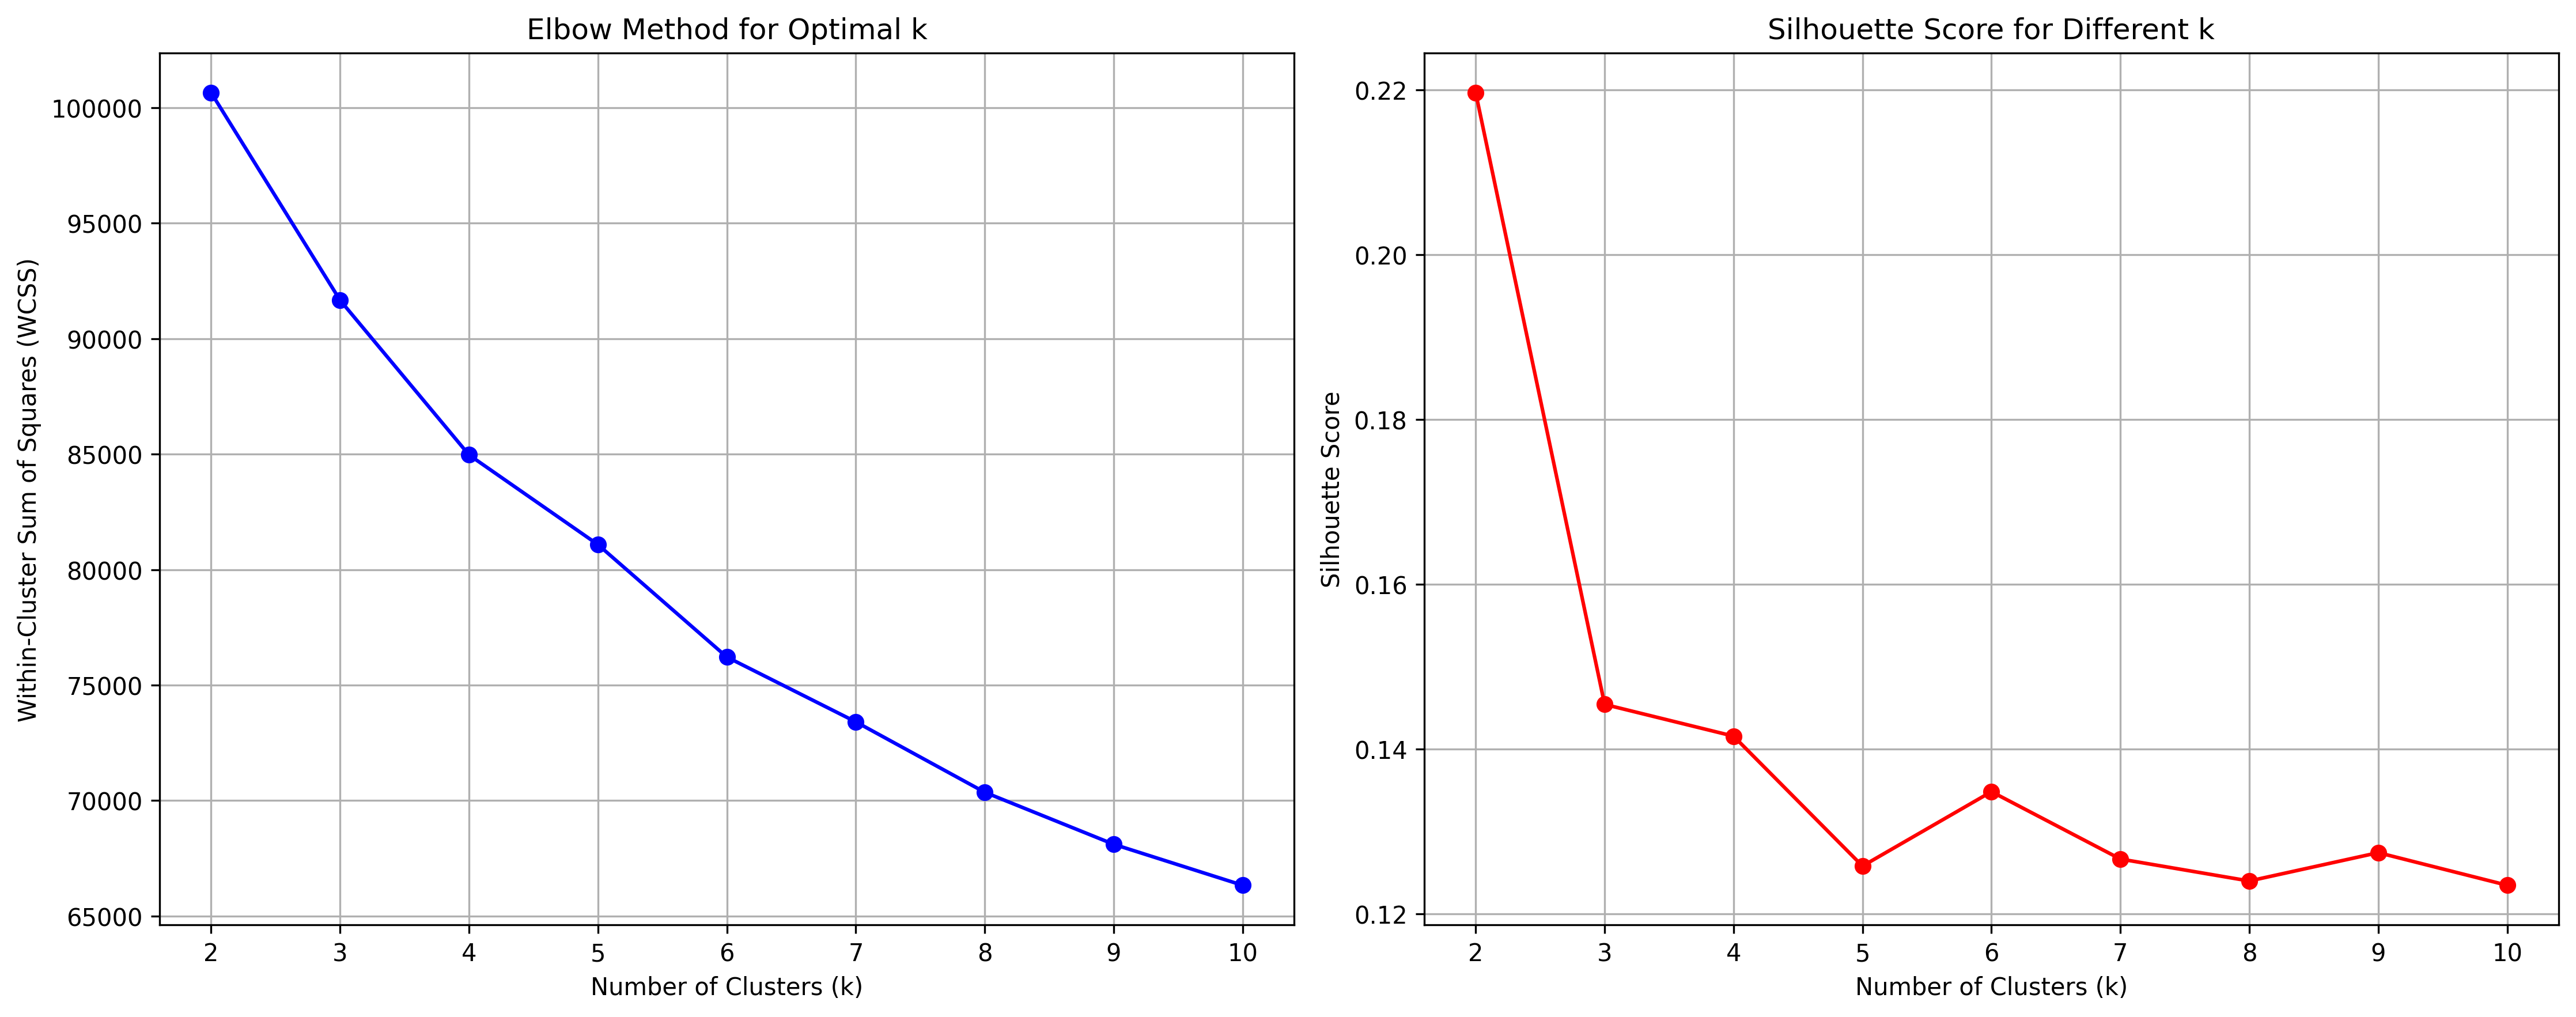 Elbow Method for Optimal k
Within-Cluster Sum of Squares (WCSS)
100000
95000
90000
85000
80000
75000
70000
65000
2 3 4 5 6 7 8 9 10
Number of Clusters (k)
Silhouette Score for Different k
Silhouette Score
0.22
0.20
0.18
0.16
0.14
0.12
2 3 4 5 6 7 8 9 10
Number of Clusters (k)